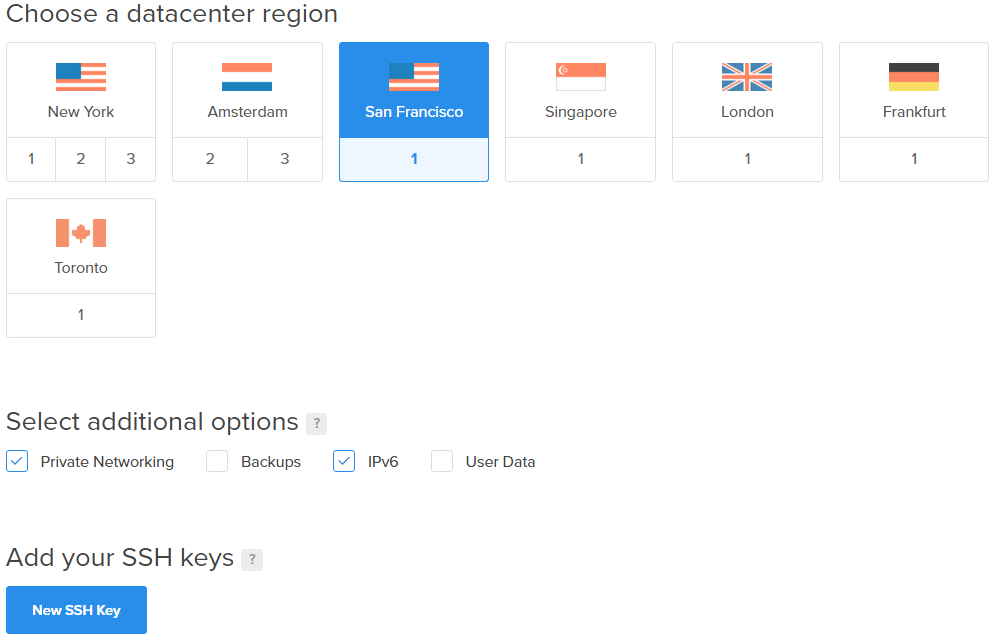 Choose a datacenter region
New York Amsterdam San Francisco Singapore London Frankfurt
1 2 3 2 3 1 1 1 1
Toronto
1
Select additional options ?
Private Networking Backups IPv6 User Data
Add your SSH keys ?
New SSH Key